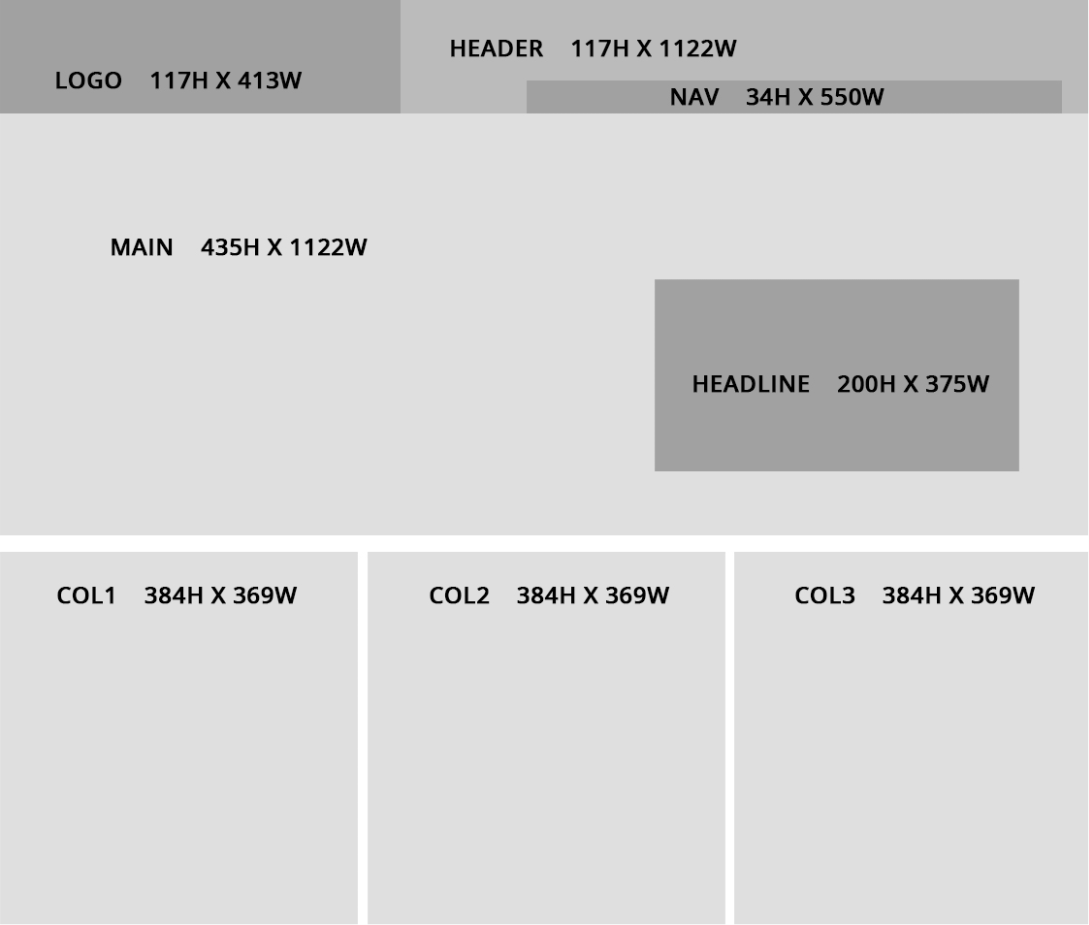 HEADER 117H X 1122W
LOGO 117H X 413W
NAV 34H X 550W
MAIN 435H X 1122W
HEADLINE 200H X 375W
COL1 384H X 369W
COL2 384H X 369W
COL3 384H X 369W